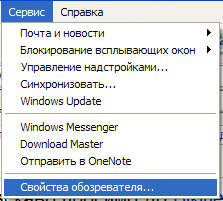 Сервис Справка
Почта и новости
Блокирование всплывающих окон
Управление надстройками...
Синхронизовать...
Windows Update
Windows Messenger
Download Master
Отправить в OneNote
Свойства обозревателя...